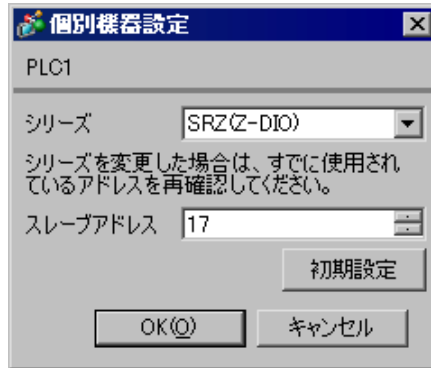 個別機器設定
PLC1
シリーズ SRZ(Z-DIO)
シリーズを変更した場合は、すでに使用され
ているアドレスを再確認してください。
スレーブアドレス 17
初期設定
OK(O) キャンセル